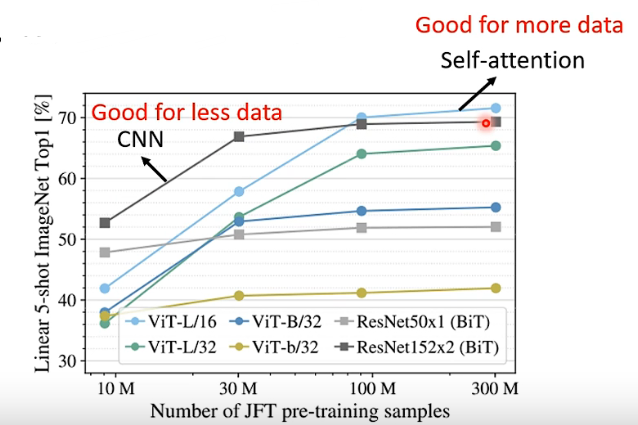 Good for more data
Self-attention
Good for less data
CNN
Linear 5-shot ImageNet Top1 [%]
70
60
50
40
30
ViT-L/16
ViT-B/32
ResNet50x1 (BiT)
ViT-L/32
ViT-b/32
ResNet152x2 (BiT)
10 M
30 M
100 M
300 M
Number of JFT pre-training samples